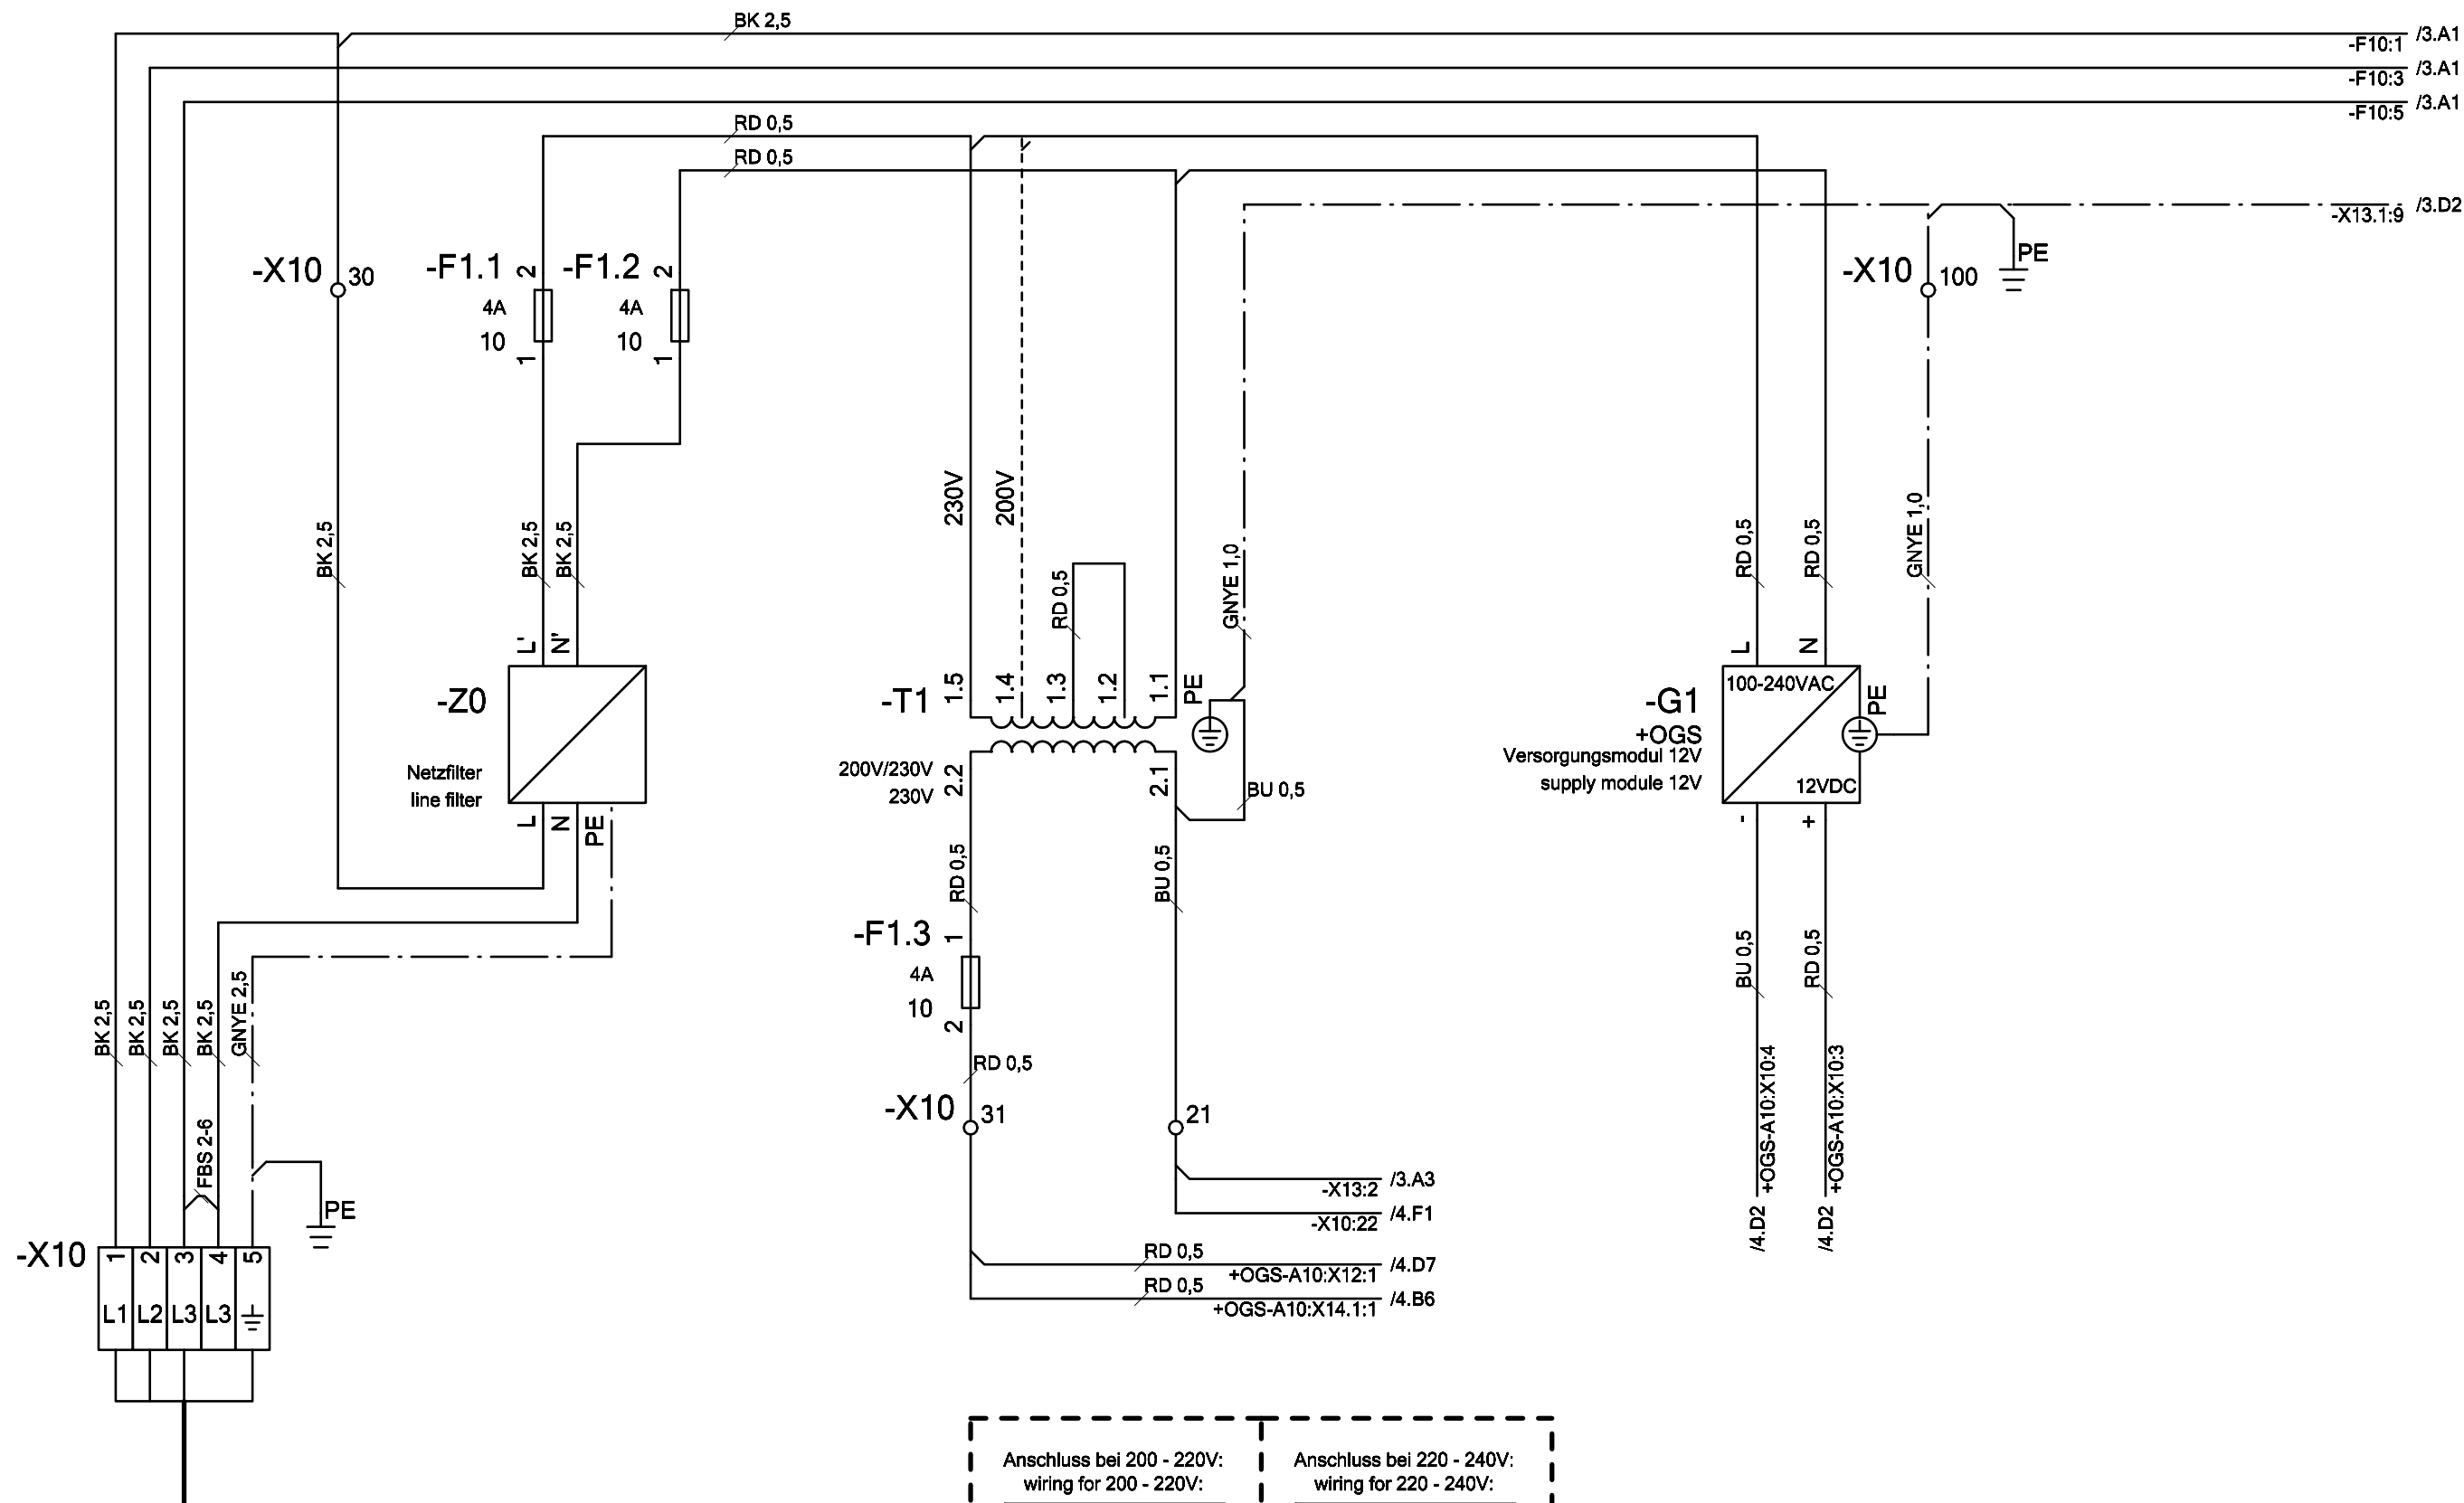 BK 2,5
/3.A1
-F10:1
/3.A1
-F10:3
/3.A1
-F10:5
RD 0,5
RD 0,5
/3.D2
-X13.1:9
PE
-X10 30
-F1.1 2
4A
10
1
-F1.2 2
4A
10
1
-X10 100
230V
200V
BK 2,5
BK 2,5
BK 2,5
RD 0,5
GNYE 1,0
RD 0,5
RD 0,5
GNYE 1,0
L'
N'
-Z0
Netzfilter
line filter
L
N
PE
-T1
1.5
1.4
1.3
1.2
1.1
PE
200V/230V
230V
2.2
2.1
BU 0,5
L
N
-G1
+OGS
Versorgungsmodul 12V
supply module 12V
100-240VAC
PE
12VDC
-
+
RD 0,5
BU 0,5
-F1.3 1
4A
10
2
RD 0,5
BU 0,5
RD 0,5
-X10 31
21
BK 2,5
BK 2,5
BK 2,5
BK 2,5
GNYE 2,5
FBS 2-6
PE
+OGS-A10:X10:4
+OGS-A10:X10:3
/4.D2
/4.D2
/3.A3
-X13:2
/4.F1
-X10:22
RD 0,5
/4.D7
+OGS-A10:X12:1
RD 0,5
/4.B6
+OGS-A10:X14.1:1
-X10
1 2 3 4 5
L1 L2 L3 L3
Anschluss bei 200 - 220V:
wiring for 200 - 220V:
Anschluss bei 220 - 240V:
wiring for 220 - 240V: